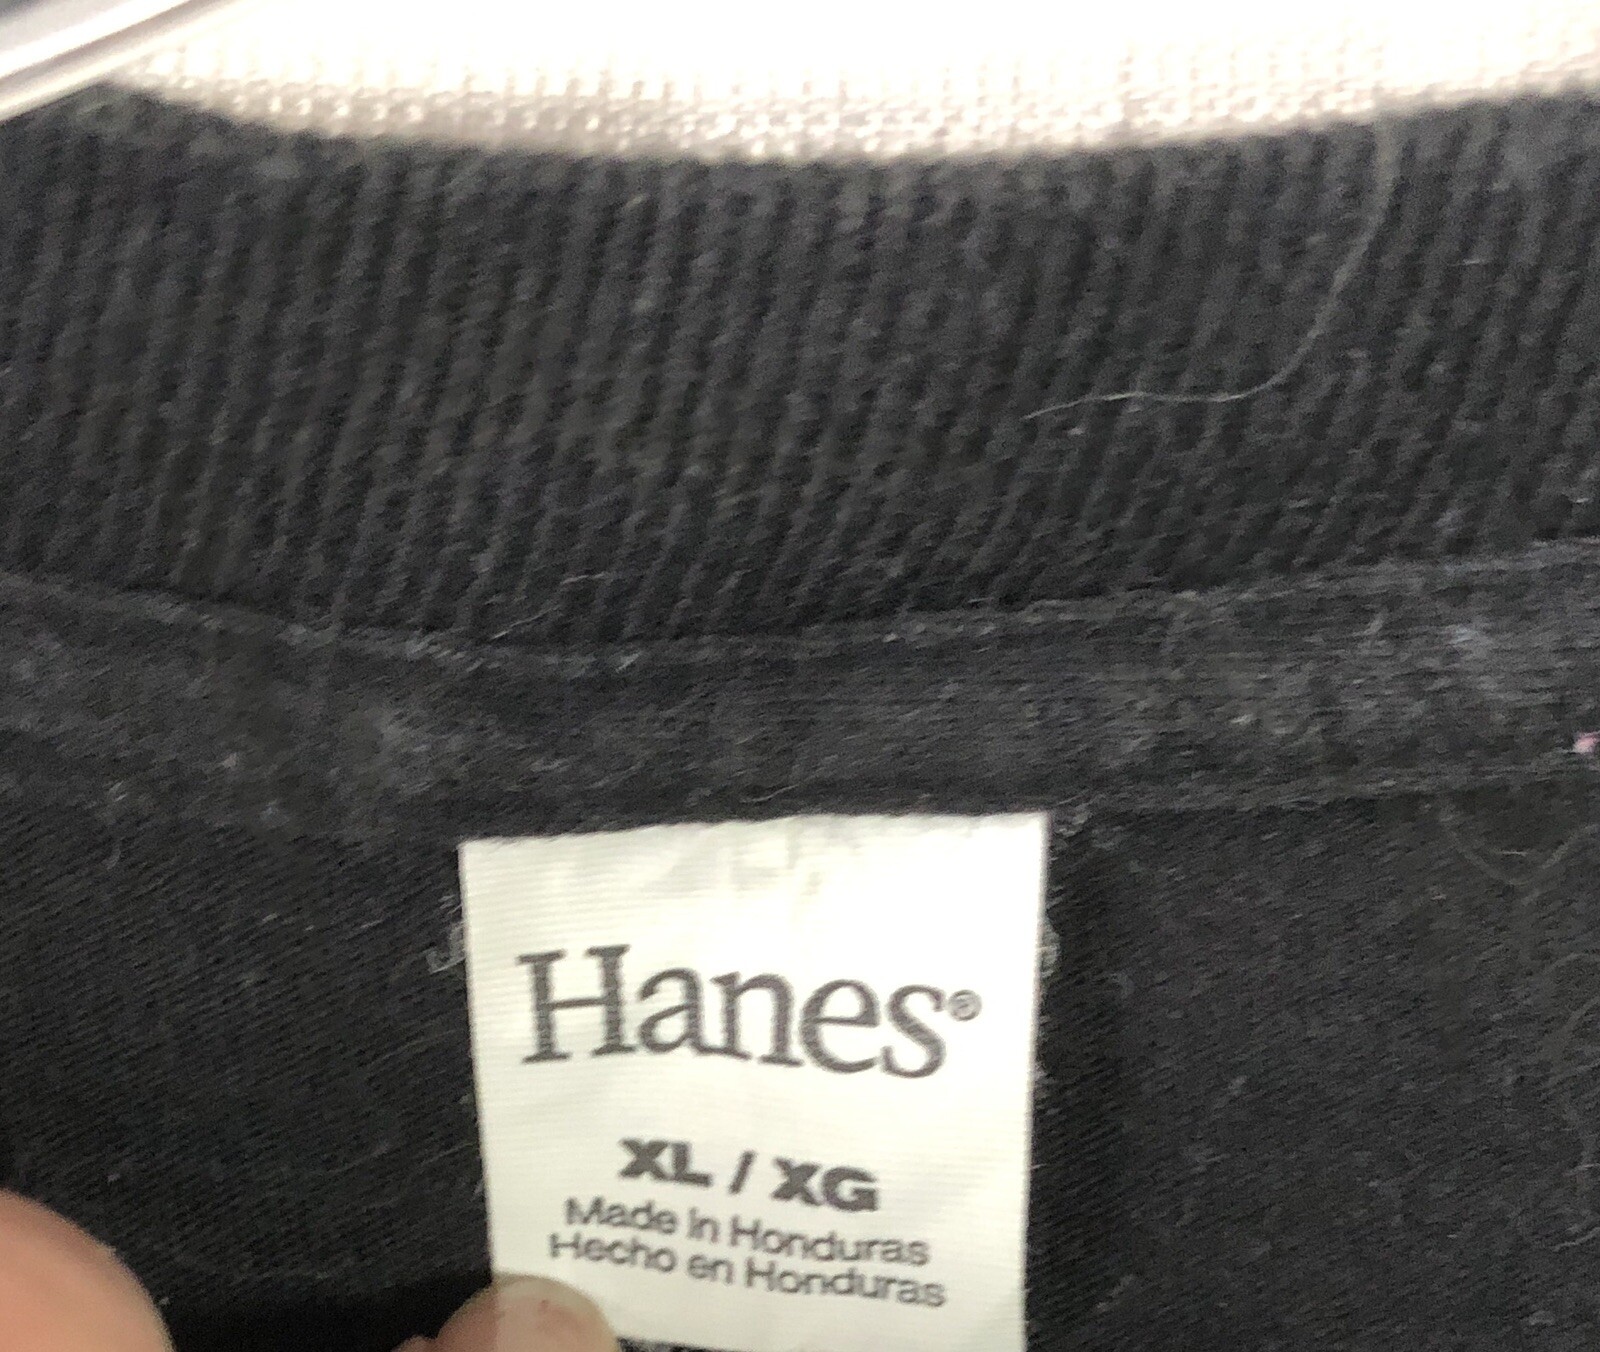 Hanes®
XL / XG
Made in Honduras
Hecho en Honduras